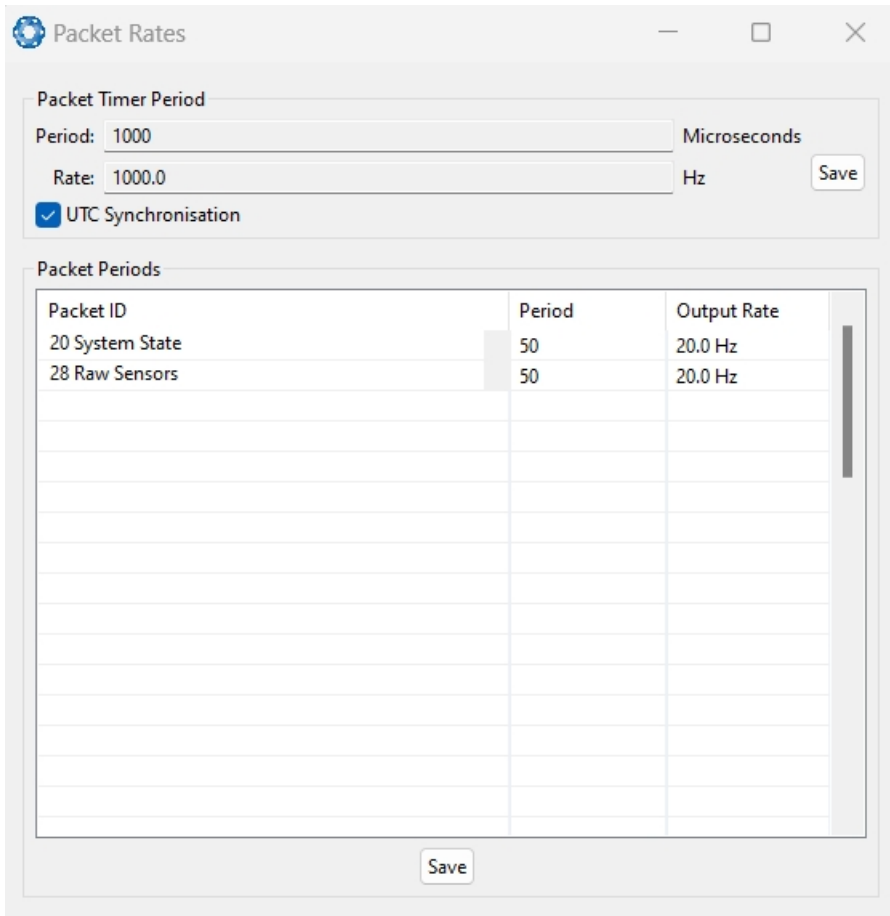 Packet Rates
Packet Timer Period
Period: 1000 Microseconds
Rate: 1000.0 Hz Save
UTC Synchronisation
Packet Periods
Packet ID Period Output Rate
20 System State 50 20.0 Hz
28 Raw Sensors 50 20.0 Hz
Save